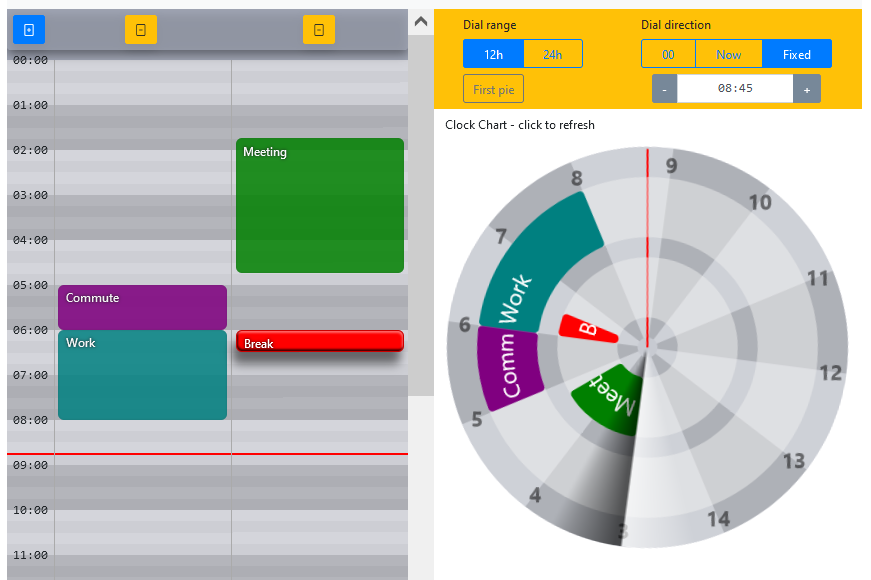 Dial range
Dial direction
12h 24h
00 Now Fixed
First pie
- 08:45 +
Clock Chart - click to refresh
00:00
01:00
02:00
03:00
04:00
05:00
06:00
07:00
08:00
09:00
10:00
11:00
Meeting
Commute
Work
Break
8
9
10
11
12
13
14
3
4
5
6
7
Work
B
Comm
Meet